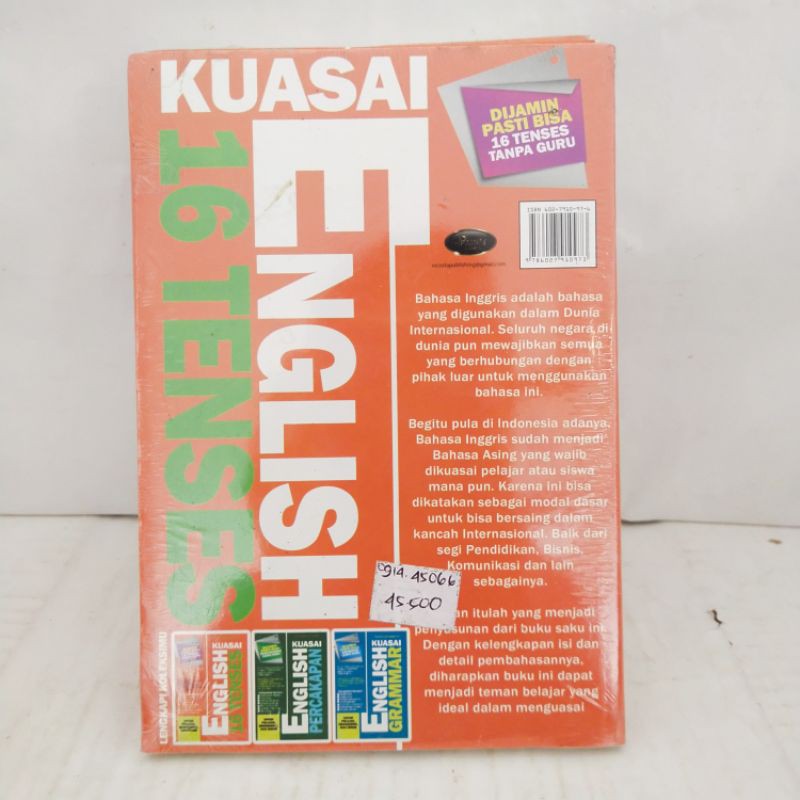 KUASAI
ENGLISH
16 TENSES
DIJAMIN
PASTI BISA
16 TENSES
TANPA GURU
Bahasa Inggris adalah bahasa
yang digunakan dalam Dunia
Internasional. Seluruh negara di
dunia pun mewajibkan semua
yang berhubungan dengan
pihak luar untuk menggunakan
bahasa ini.
Begitu pula di Indonesia adanya.
Bahasa Inggris sudah menjadi
Bahasa Asing yang wajib
dikuasai pelajar atau siswa
mana pun. Karena ini bisa
dikatakan sebagai modal dasar
untuk bisa bersaing dalam
kancah Internasional. Baik dari
segi Pendidikan, Bisnis,
Komunikasi dan lain
sebagainya.
0914.45066
45.500
itulah yang menjadi
penyusunan dari buku saku ini.
Dengan kelengkapan isi dan
detail pembahasannya,
diharapkan buku ini dapat
menjadi teman belajar yang
ideal dalam menguasai
LENGKAPI KOLEKSIMU
KUASAI
ENGLISH
16 TENSES
KUASAI
ENGLISH
PERCAKAPAN
KUASAI
ENGLISH
GRAMMAR